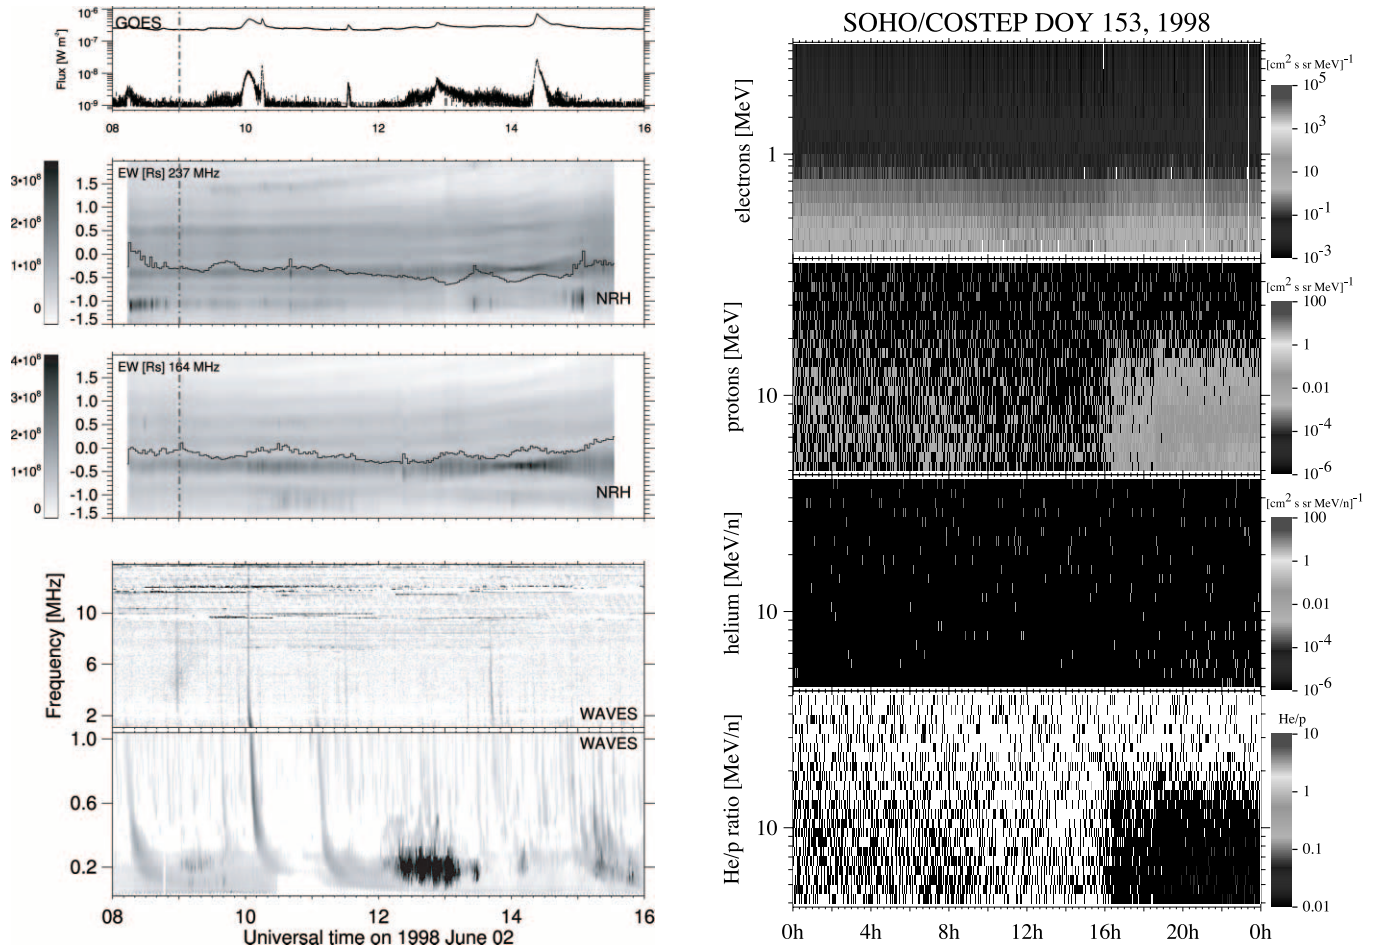 GOES
Flux [W m⁻²]
10⁻⁶
10⁻⁷
10⁻⁸
10⁻⁹
08 10 12 14 16
EW [Rs] 237 MHz
3•10⁸
2•10⁸
1•10⁸
0
1.5
1.0
0.5
0.0
-0.5
-1.0
-1.5
NRH
EW [Rs] 164 MHz
4•10⁸
3•10⁸
2•10⁸
1•10⁸
0
1.5
1.0
0.5
0.0
-0.5
-1.0
-1.5
NRH
Frequency [MHz]
10
6
2
WAVES
WAVES
1.0
0.6
0.2
08 10 12 14 16
Universal time on 1998 June 02
SOHO/COSTEP DOY 153, 1998
electrons [MeV]
1
[cm² s sr MeV]⁻¹
10⁵
10³
10
10⁻¹
10⁻³
protons [MeV]
10
[cm² s sr MeV]⁻¹
100
1
0.01
10⁻⁴
10⁻⁶
helium [MeV/n]
10
[cm² s sr MeV/n]⁻¹
100
1
0.01
10⁻⁴
10⁻⁶
He/p ratio [MeV/n]
10
He/p
10
1
0.1
0.01
0h 4h 8h 12h 16h 20h 0h